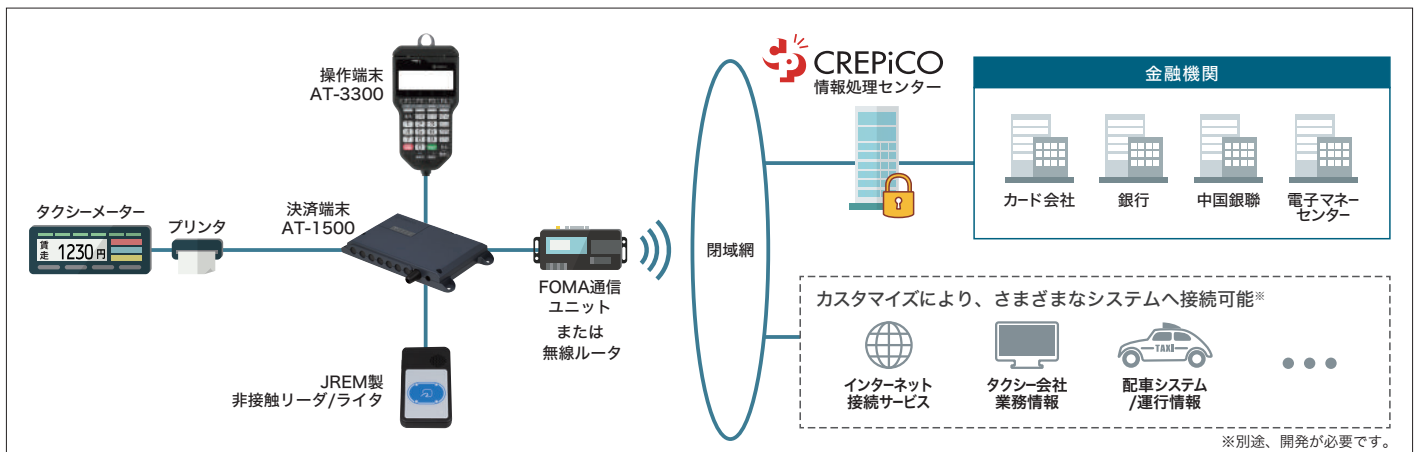 操作端末
AT-3300
タクシーメーター
賃走 1230円
プリンタ
決済端末
AT-1500
FOMA通信
ユニット
または
無線ルータ
JREM製
非接触リーダ/ライタ
閉域網
CREPiCO
情報処理センター
金融機関
カード会社
銀行
中国銀聯
電子マネー
センター
カスタマイズにより、さまざまなシステムへ接続可能※
インターネット
接続サービス
タクシー会社
業務情報
TAXI
配車システム
/運行情報
※別途、開発が必要です。